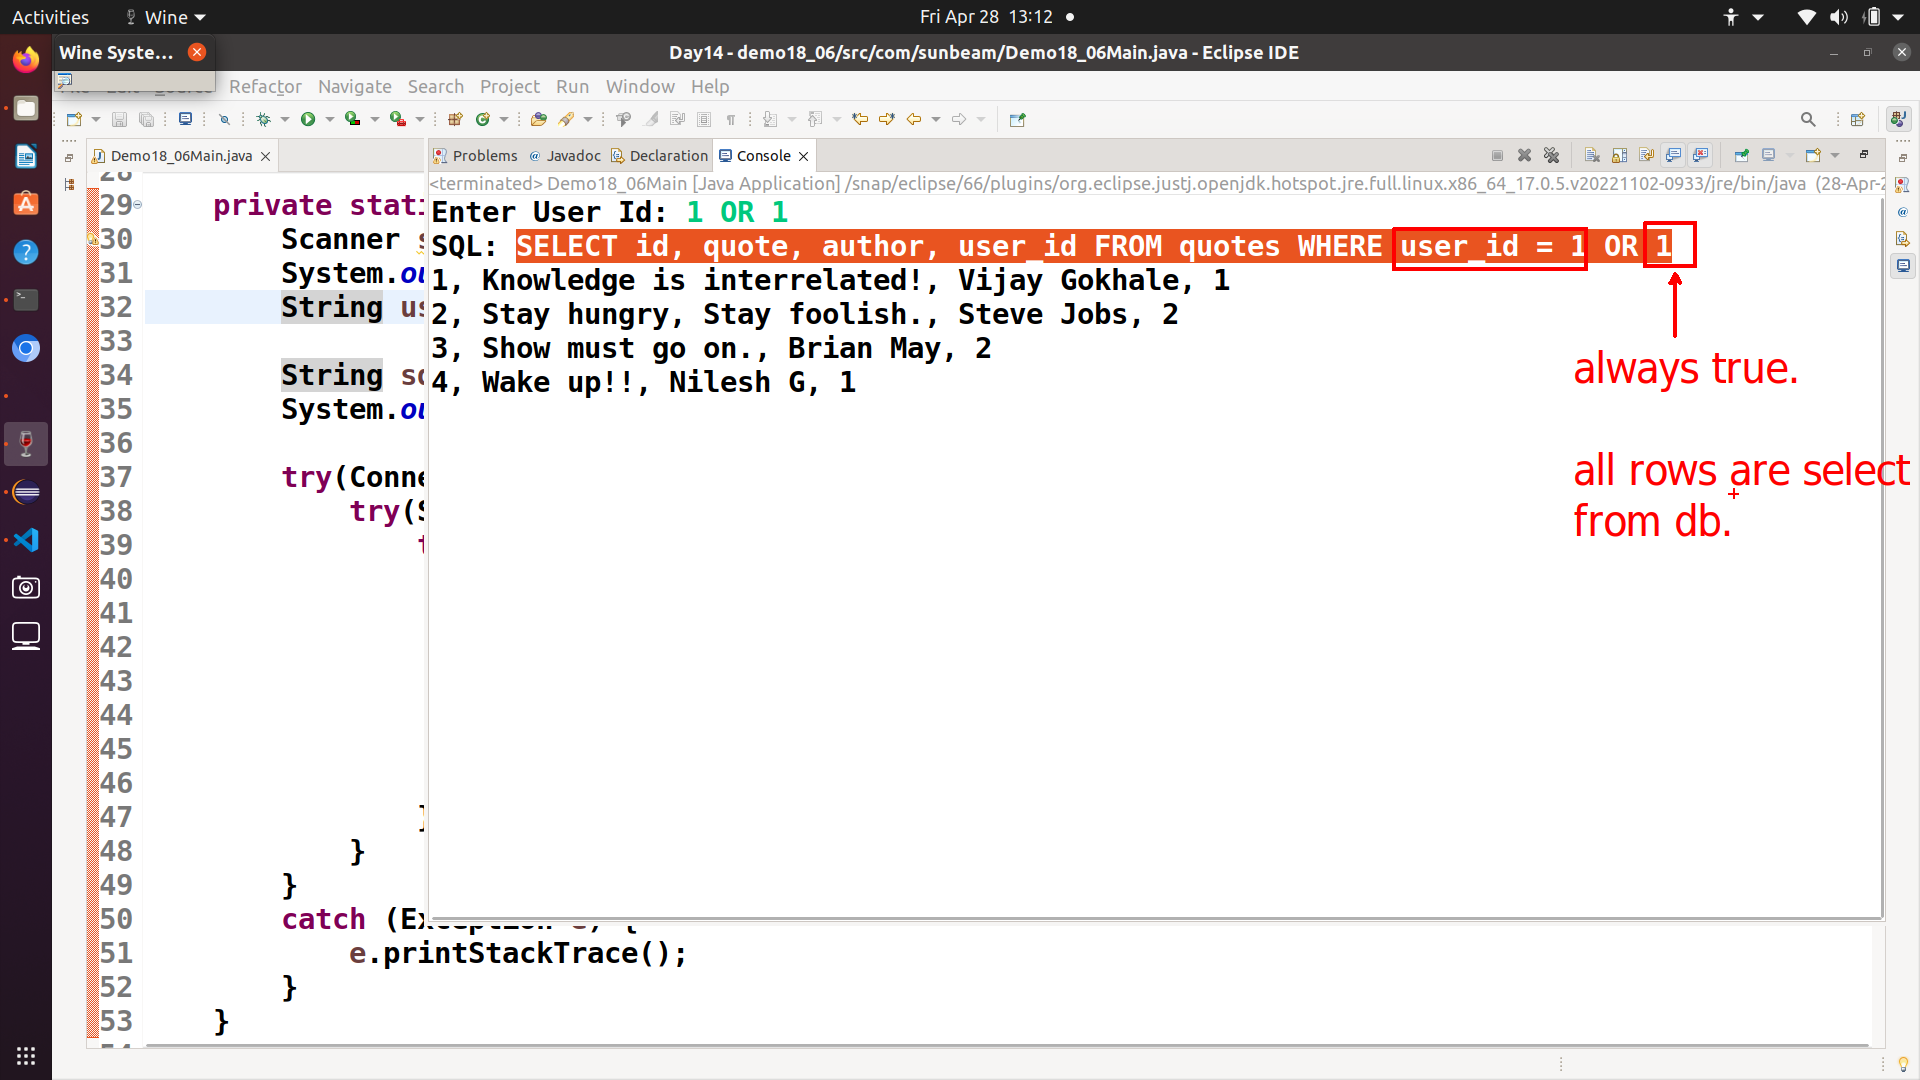 Activities
Wine
Fri Apr 28 13:12
Wine Syste...
Day14 - demo18_06/src/com/sunbeam/Demo18_06Main.java - Eclipse IDE
Refactor Navigate Search Project Run Window Help
Demo18_06Main.java
Problems Javadoc Declaration Console
<terminated> Demo18_06Main [Java Application] /snap/eclipse/66/plugins/org.eclipse.justj.openjdk.hotspot.jre.full.linux.x86_64_17.0.5.v20221102-0933/jre/bin/java (28-Apr-2
Enter User Id: 1 OR 1
SQL: SELECT id, quote, author, user_id FROM quotes WHERE user_id = 1 OR 1
1, Knowledge is interrelated!, Vijay Gokhale, 1
2, Stay hungry, Stay foolish., Steve Jobs, 2
3, Show must go on., Brian May, 2
4, Wake up!!, Nilesh G, 1
always true.
all rows are select
from db.
29 private stati
30 Scanner s
31 System.ou
32 String us
33
34 String sq
35 System.ou
36
37 try(Conne
38 try(S
39 t
40
41
42
43
44
45
46
47 }
48 }
49 }
50 catch (Exception e) {
51 e.printStackTrace();
52 }
53 }